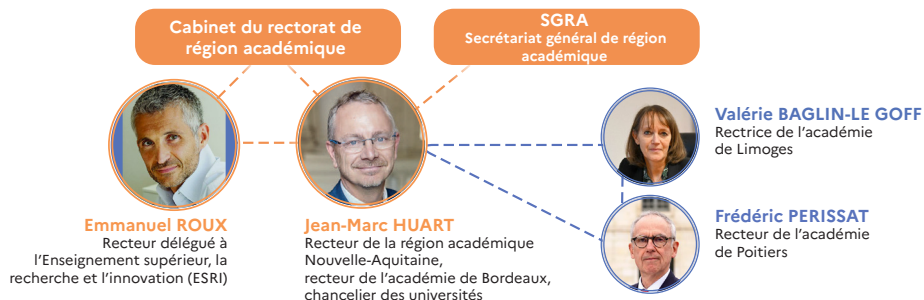 Cabinet du rectorat de
région académique
SGRA
Secrétariat général de région
académique
Emmanuel ROUX
Recteur délégué à
l'Enseignement supérieur, la
recherche et l'innovation (ESRI)
Jean-Marc HUART
Recteur de la région académique
Nouvelle-Aquitaine,
recteur de l'académie de Bordeaux,
chancelier des universités
Valérie BAGLIN-LE GOFF
Rectrice de l'académie
de Limoges
Frédéric PERISSAT
Recteur de l'académie
de Poitiers